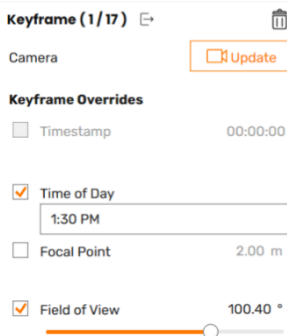 Keyframe ( 1 / 17 )
Camera
Update
Keyframe Overrides
Timestamp 00:00:00
Time of Day
1:30 PM
Focal Point 2.00 m
Field of View 100.40 °